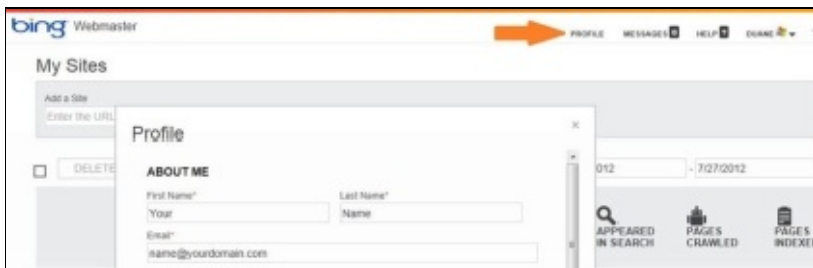 bing Webmaster
PROFILE MESSAGES HELP DUANE
My Sites
Add a Site
Enter the URL
Profile
ABOUT ME
First Name* Last Name*
Your Name
Email*
name@yourdomain.com
DELETE
012 - 7/27/2012
APPEARED IN SEARCH
PAGES CRAWLED
PAGES INDEXE